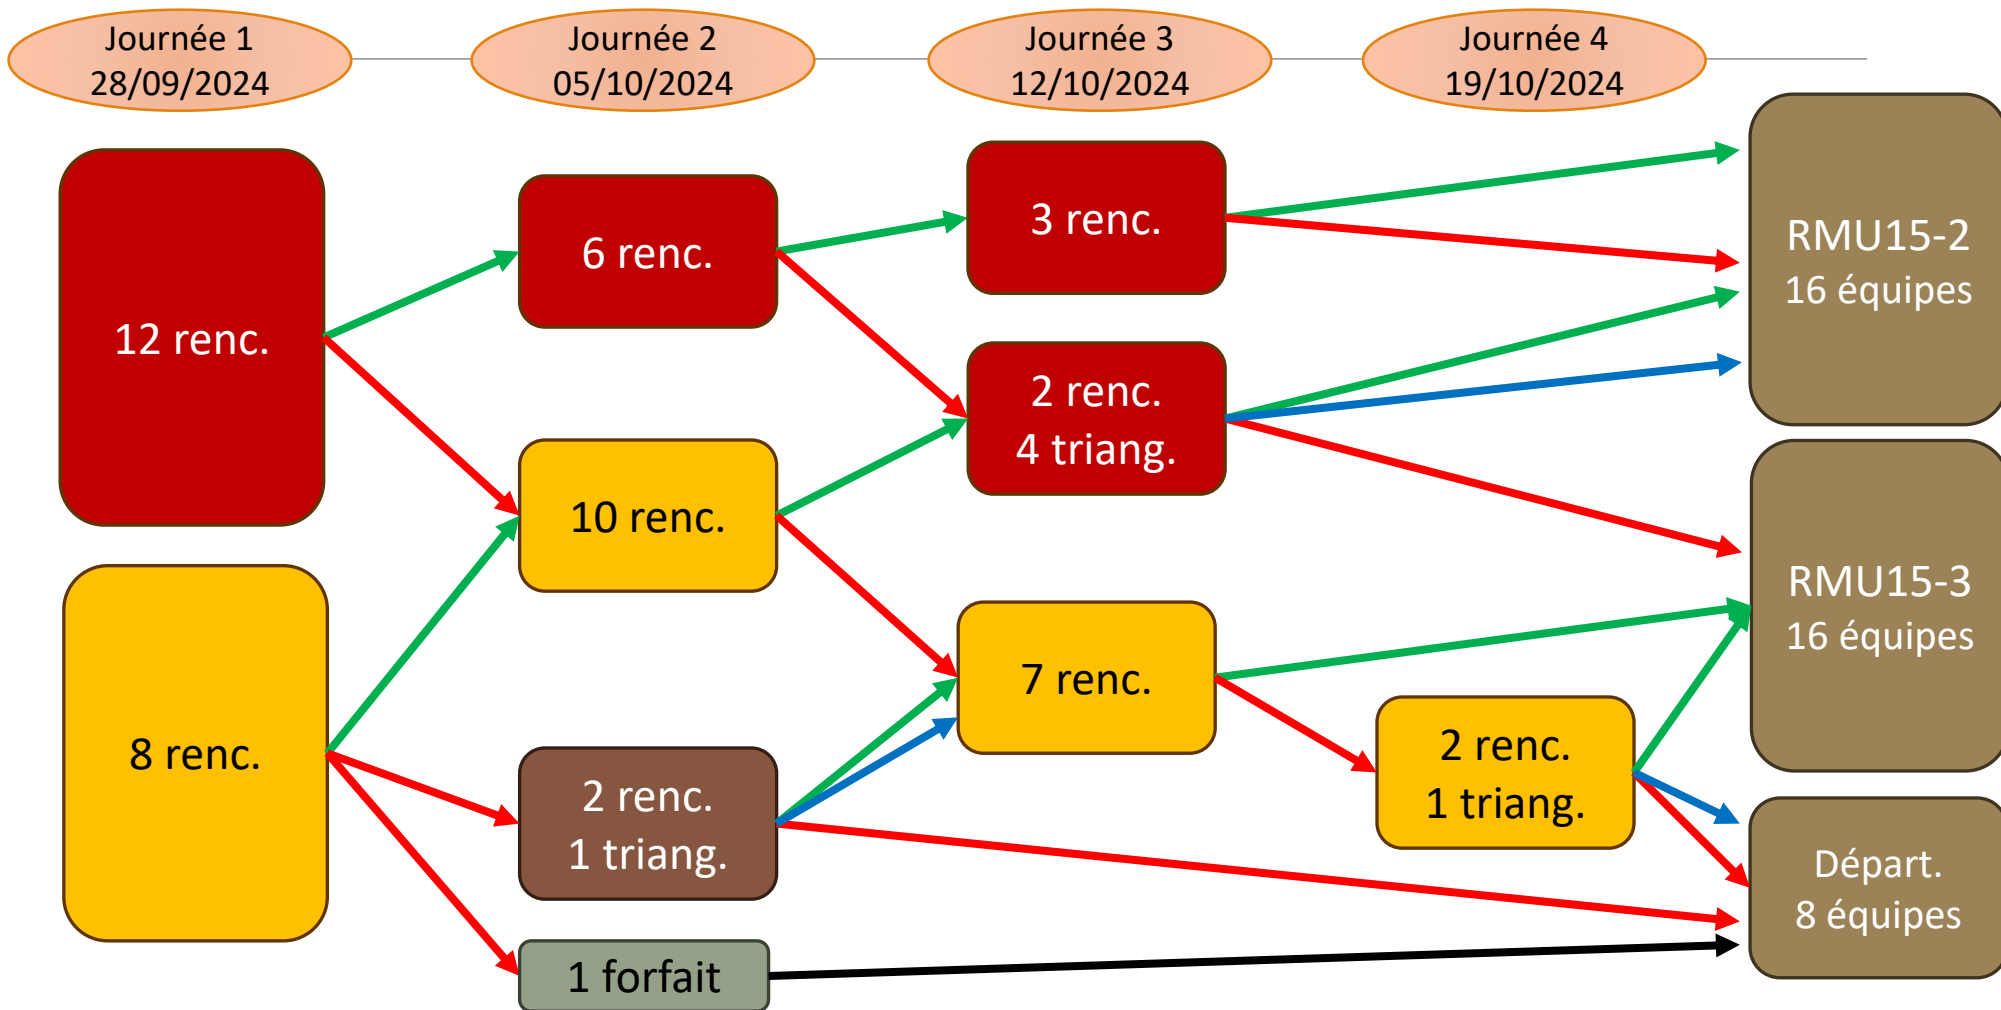 Journée 1
28/09/2024
Journée 2
05/10/2024
Journée 3
12/10/2024
Journée 4
19/10/2024
12 renc.
8 renc.
6 renc.
10 renc.
2 renc.
1 triang.
1 forfait
3 renc.
2 renc.
4 triang.
7 renc.
2 renc.
1 triang.
RMU15-2
16 équipes
RMU15-3
16 équipes
Départ.
8 équipes